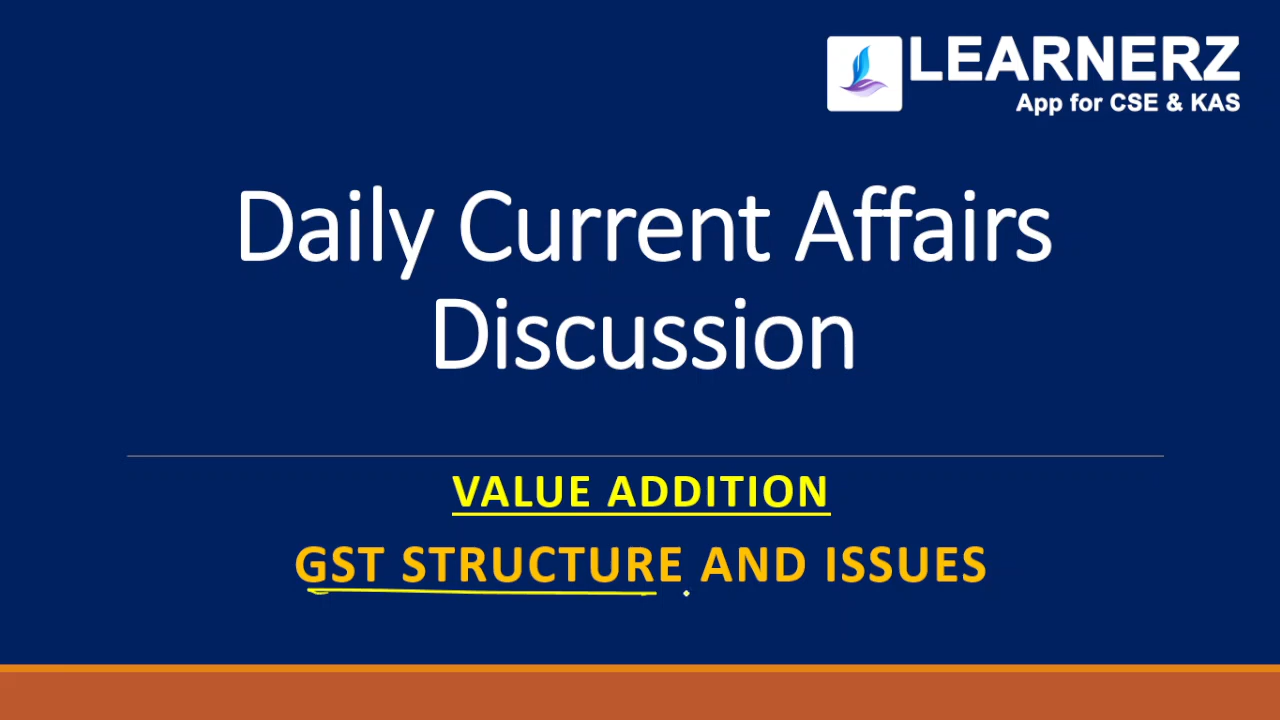 LEARNERZ
App for CSE & KAS
Daily Current Affairs
Discussion
VALUE ADDITION
GST STRUCTURE AND ISSUES